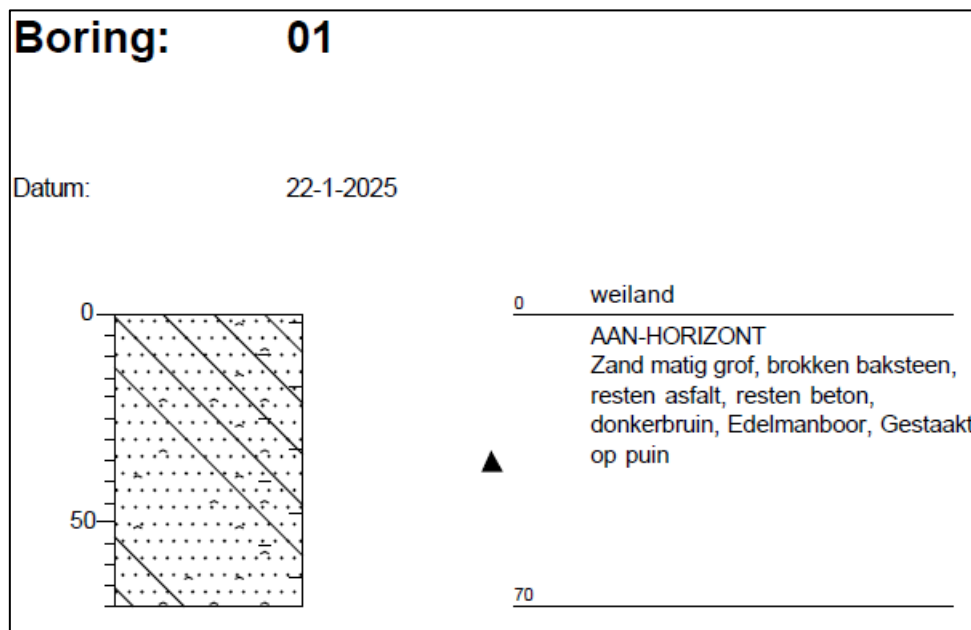 Boring: 01
Datum: 22-1-2025
0
50
0 weiland
AAN-HORIZONT
Zand matig grof, brokken baksteen,
resten asfalt, resten beton,
donkerbruin, Edelmanboor, Gestaakt
op puin
70